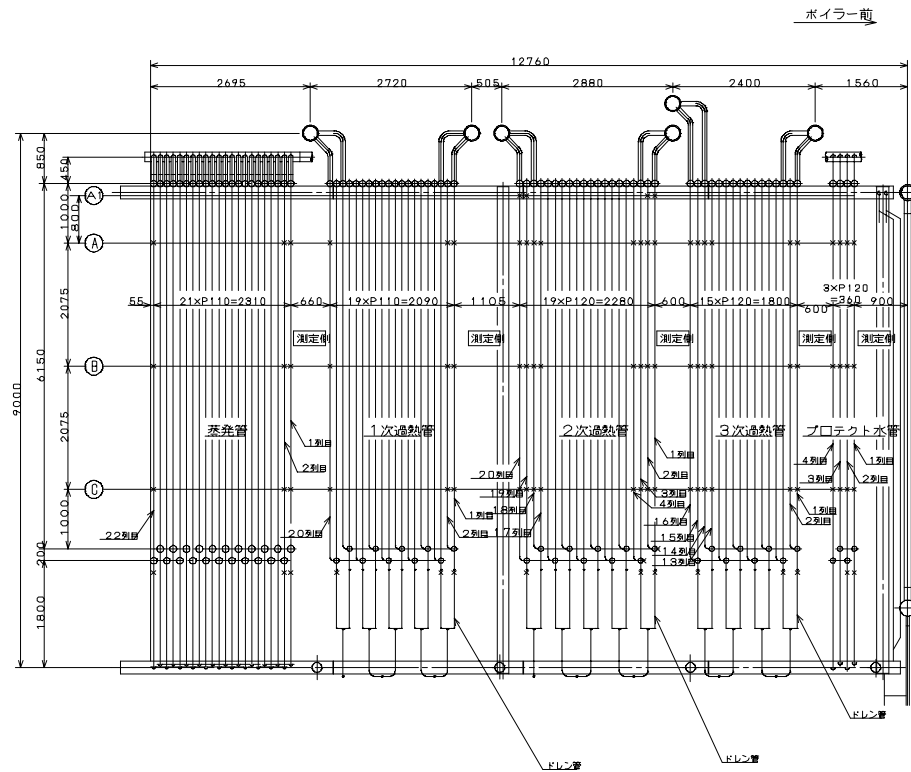 ボイラー前
12760
2695
2720
505
2880
2400
1560
850
450
1000
800
2075
6150
9000
2075
1000
200
1800
A1
A
B
C
55
21×P110=2310
660
19×P110=2090
1105
19×P120=2280
600
15×P120=1800
600
3×P120
=360
900
測定側
測定側
測定側
測定側
蒸発管
1次過熱管
2次過熱管
3次過熱管
プロテクト水管
1列目
2列目
22列目
20列目
1列目
2列目
20列目
19列目
18列目
17列目
1列目
2列目
3列目
4列目
16列目
15列目
14列目
13列目
1列目
2列目
4列目
3列目
1列目
2列目
ドレン管
ドレン管
ドレン管